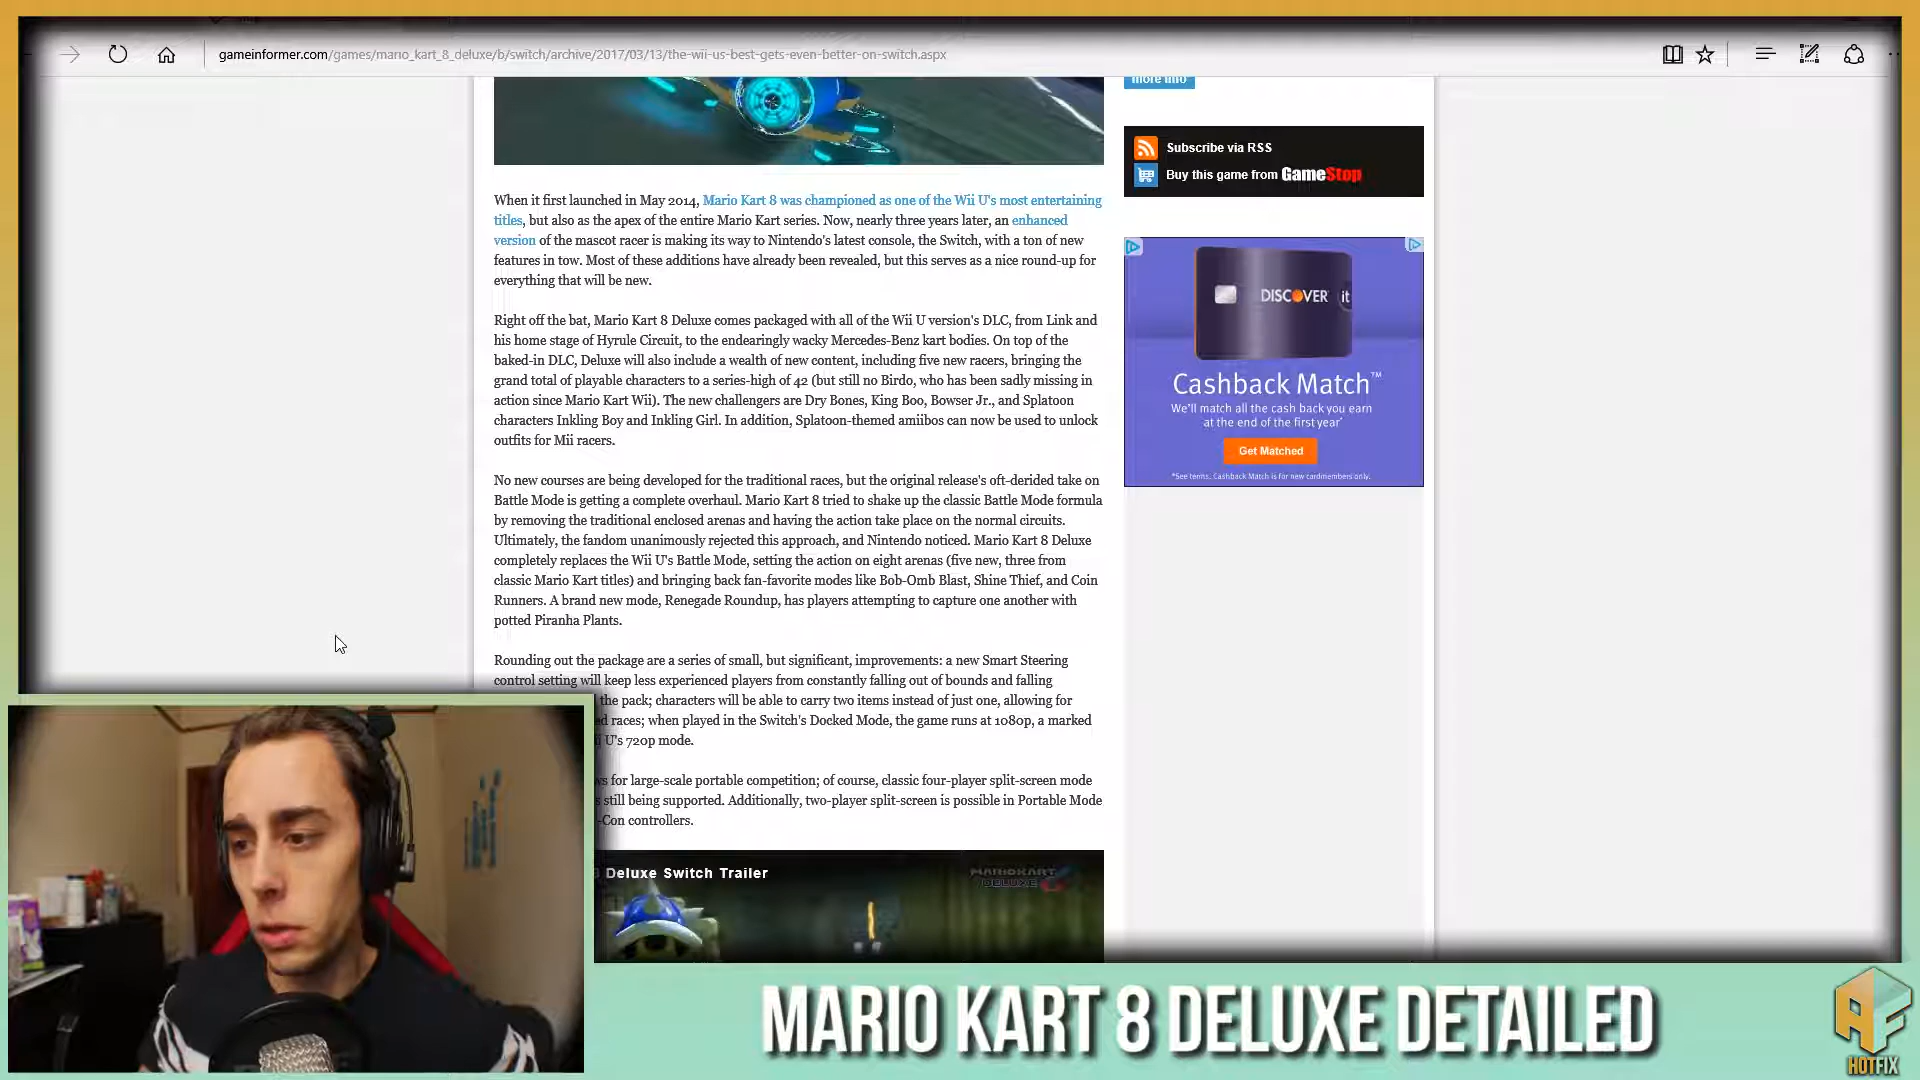 gameinformer.com/games/mario_kart_8_deluxe/b/switch/archive/2017/03/13/the-wii-us-best-gets-even-better-on-switch.aspx
more info
Subscribe via RSS
Buy this game from GameStop
When it first launched in May 2014, Mario Kart 8 was championed as one of the Wii U's most entertaining
titles, but also as the apex of the entire Mario Kart series. Now, nearly three years later, an enhanced
version of the mascot racer is making its way to Nintendo's latest console, the Switch, with a ton of new
features in tow. Most of these additions have already been revealed, but this serves as a nice round-up for
everything that will be new.
Right off the bat, Mario Kart 8 Deluxe comes packaged with all of the Wii U version's DLC, from Link and
his home stage of Hyrule Circuit, to the endearingly wacky Mercedes-Benz kart bodies. On top of the
baked-in DLC, Deluxe will also include a wealth of new content, including five new racers, bringing the
grand total of playable characters to a series-high of 42 (but still no Birdo, who has been sadly missing in
action since Mario Kart Wii). The new challengers are Dry Bones, King Boo, Bowser Jr., and Splatoon
characters Inkling Boy and Inkling Girl. In addition, Splatoon-themed amiibos can now be used to unlock
outfits for Mii racers.
No new courses are being developed for the traditional races, but the original release's oft-derided take on
Battle Mode is getting a complete overhaul. Mario Kart 8 tried to shake up the classic Battle Mode formula
by removing the traditional enclosed arenas and having the action take place on the normal circuits.
Ultimately, the fandom unanimously rejected this approach, and Nintendo noticed. Mario Kart 8 Deluxe
completely replaces the Wii U's Battle Mode, setting the action on eight arenas (five new, three from
classic Mario Kart titles) and bringing back fan-favorite modes like Bob-Omb Blast, Shine Thief, and Coin
Runners. A brand new mode, Renegade Roundup, has players attempting to capture one another with
potted Piranha Plants.
Rounding out the package are a series of small, but significant, improvements: a new Smart Steering
control setting will keep less experienced players from constantly falling out of bounds and falling
the pack; characters will be able to carry two items instead of just one, allowing for
ed races; when played in the Switch's Docked Mode, the game runs at 1080p, a marked
U's 720p mode.
ws for large-scale portable competition; of course, classic four-player split-screen mode
still being supported. Additionally, two-player split-screen is possible in Portable Mode
-Con controllers.
8 Deluxe Switch Trailer
MARIOKART
DELUXE
DISCOVER it
Cashback Match™
We'll match all the cash back you earn
at the end of the first year*
Get Matched
*See terms. Cashback Match is for new cardmembers only.
MARIO KART 8 DELUXE DETAILED
AF
HOTFIX